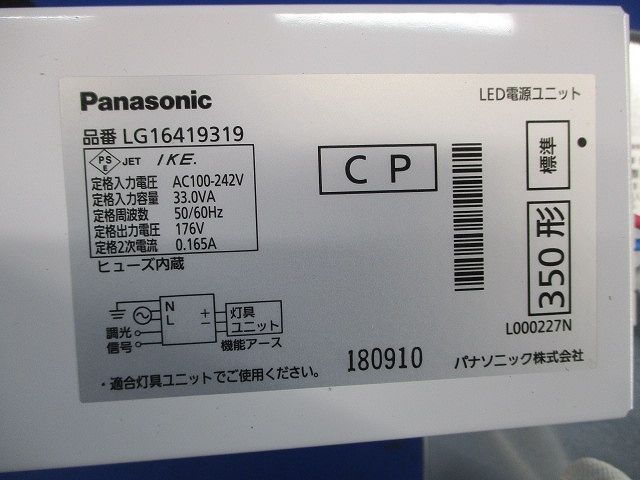 Panasonic
LED電源ユニット
品番 LG16419319
PS E JET IKE.
定格入力電圧 AC100-242V
定格入力容量 33.0VA
定格周波数 50/60Hz
定格出力電圧 176V
定格2次電流 0.165A
ヒューズ内蔵
CP
標準
350形
L000227N
N + 灯具
L − ユニット
調光
信号
機能アース
180910
パナソニック株式会社
・適合灯具ユニットでご使用ください。